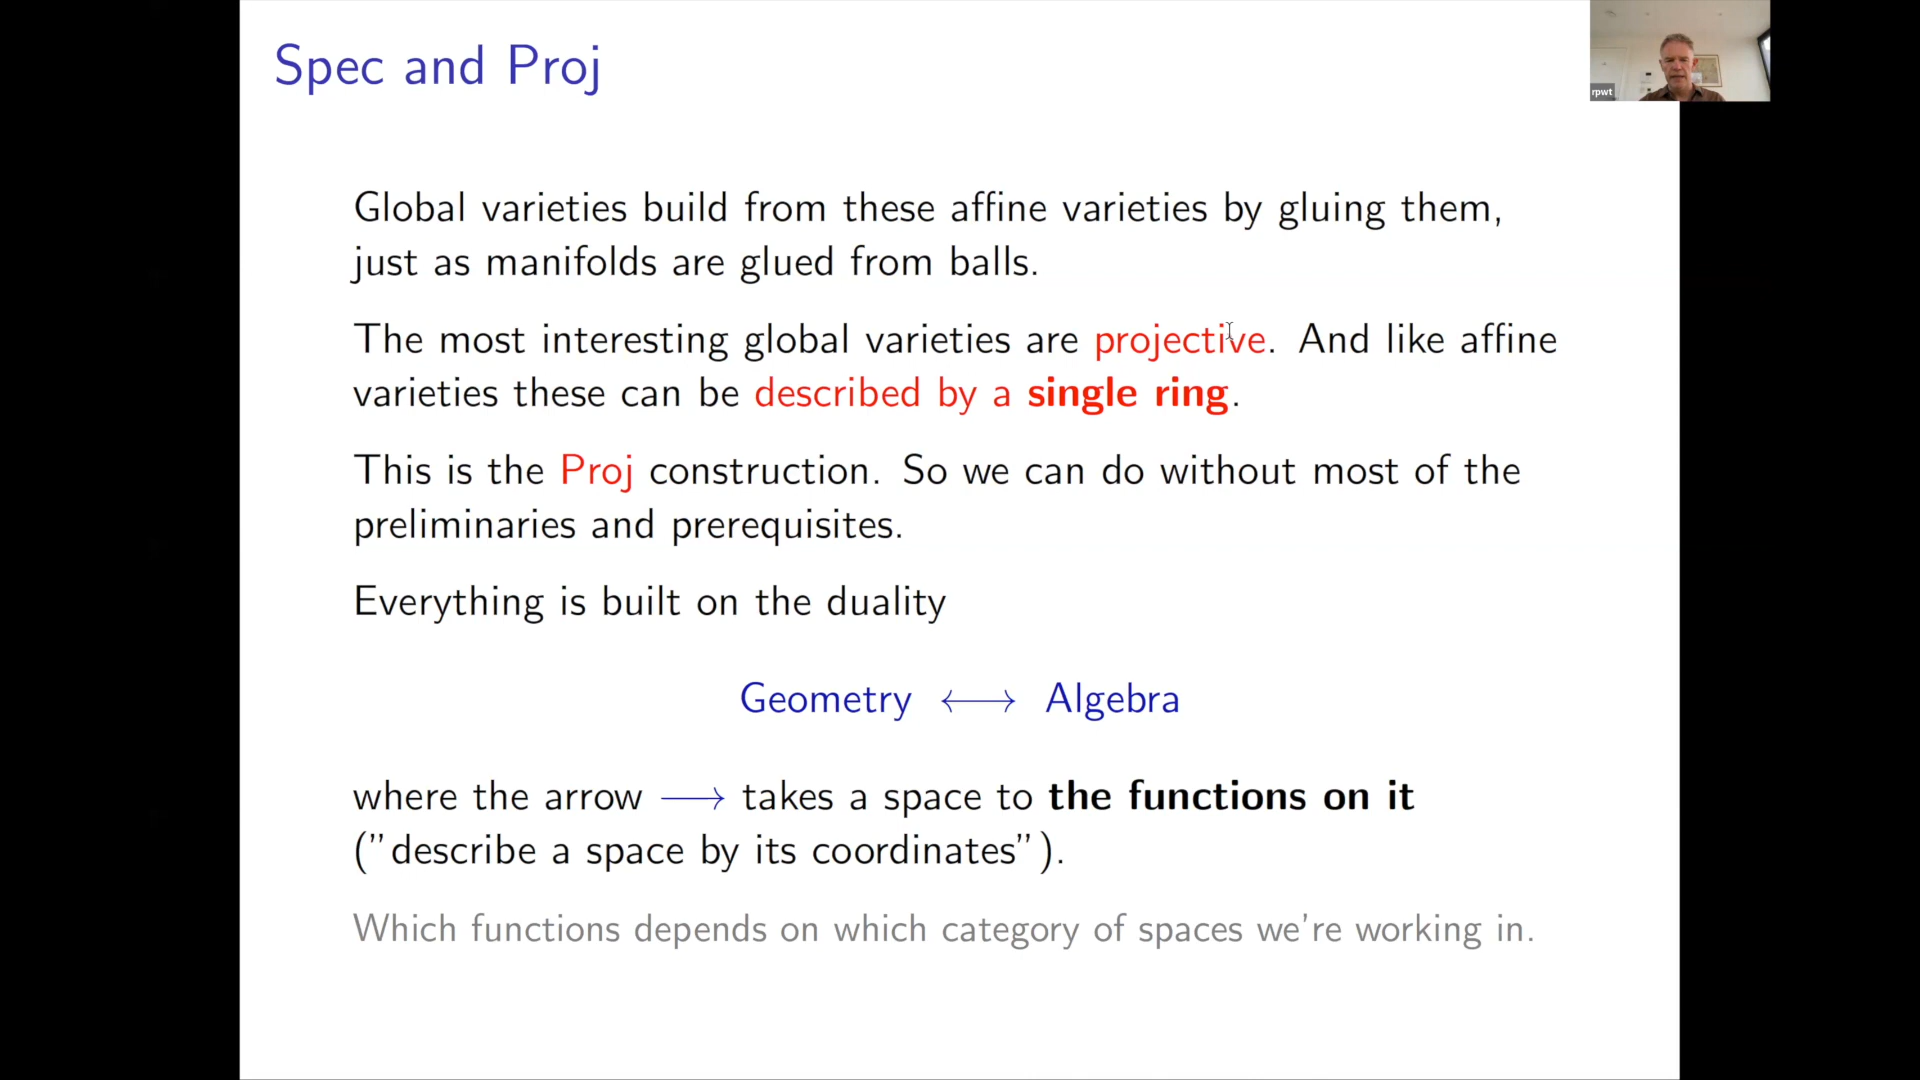 Spec and Proj
rpwt
Global varieties build from these affine varieties by gluing them,
just as manifolds are glued from balls.
The most interesting global varieties are projective. And like affine
varieties these can be described by a single ring.
This is the Proj construction. So we can do without most of the
preliminaries and prerequisites.
Everything is built on the duality
Geometry ⟷ Algebra
where the arrow ⟶ takes a space to the functions on it
(”describe a space by its coordinates”).
Which functions depends on which category of spaces we're working in.